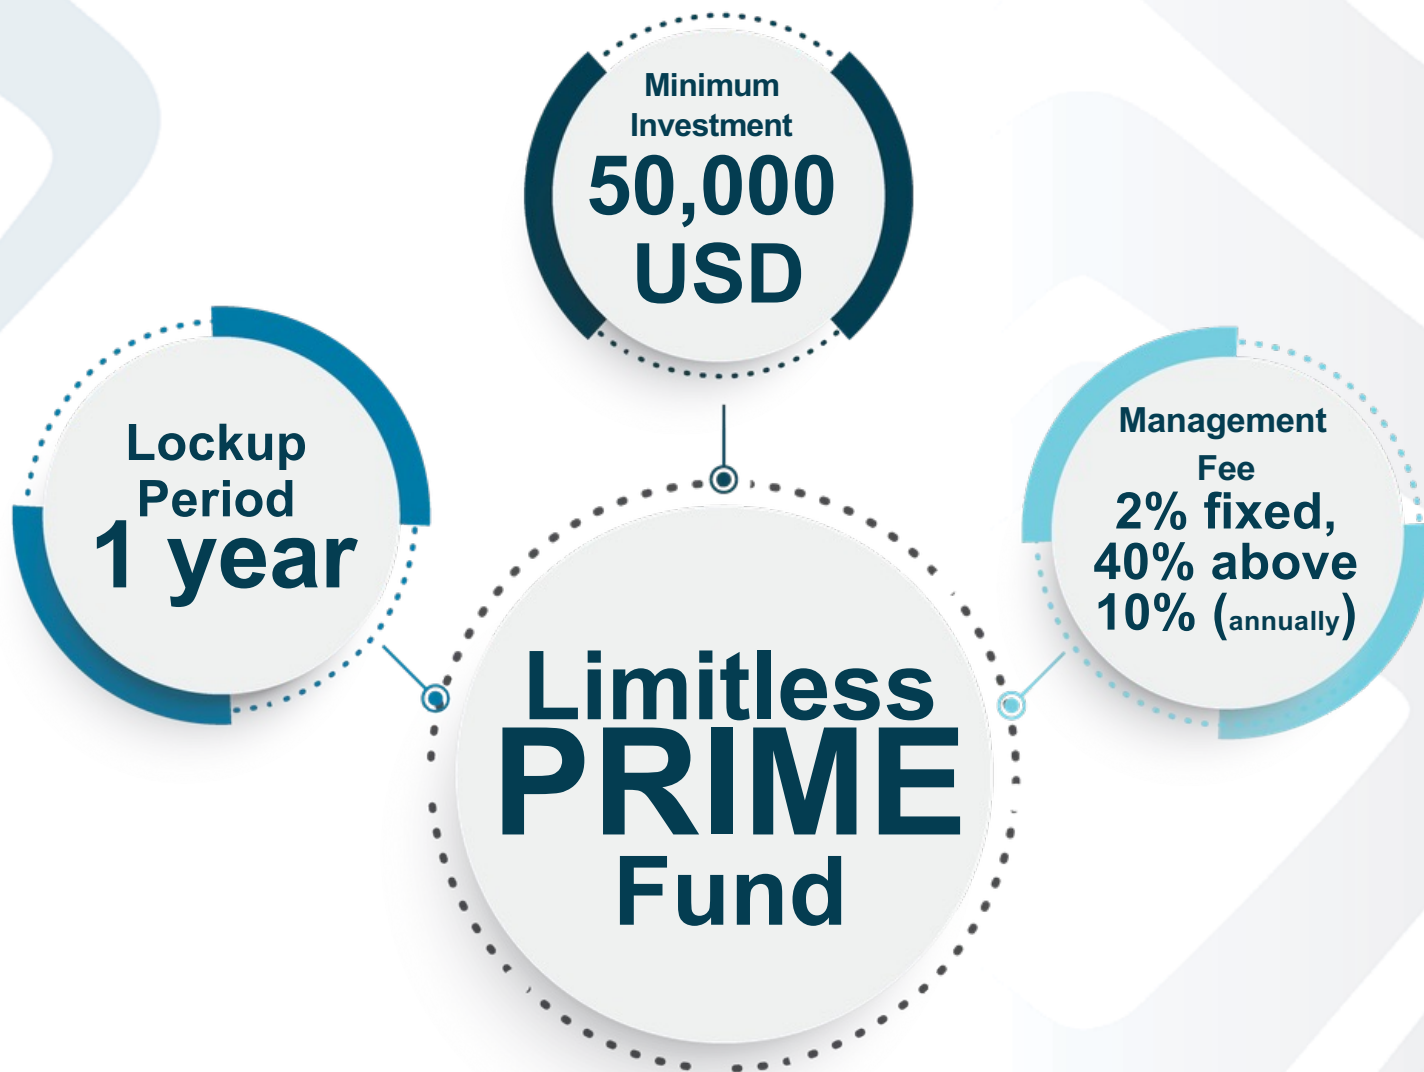 Minimum
Investment
50,000
USD
Lockup
Period
1 year
Management
Fee
2% fixed,
40% above
10% (annually)
Limitless
PRIME
Fund